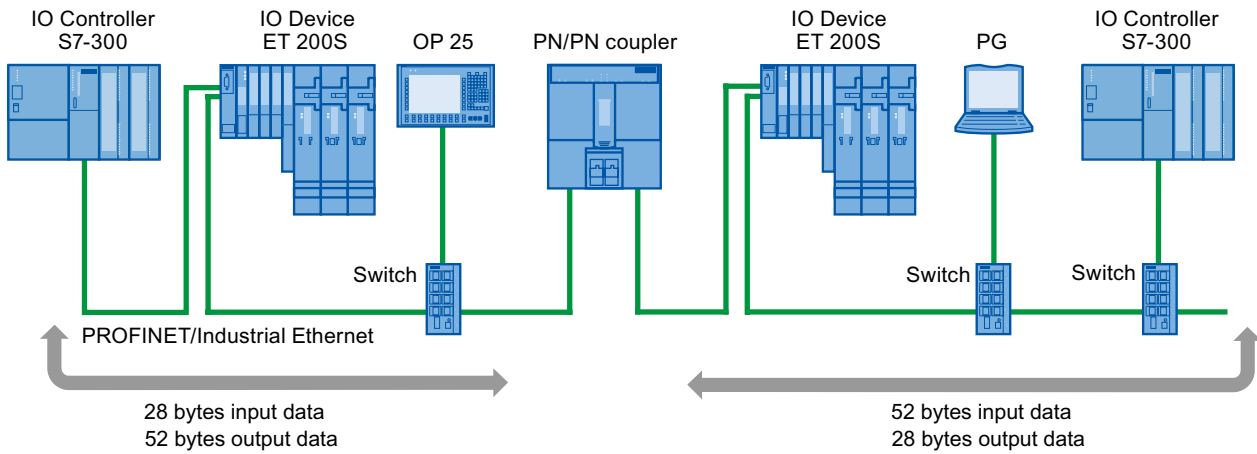 IO Controller
S7-300
IO Device
ET 200S
OP 25
PN/PN coupler
IO Device
ET 200S
PG
IO Controller
S7-300
Switch
Switch
Switch
PROFINET/Industrial Ethernet
28 bytes input data
52 bytes output data
52 bytes input data
28 bytes output data